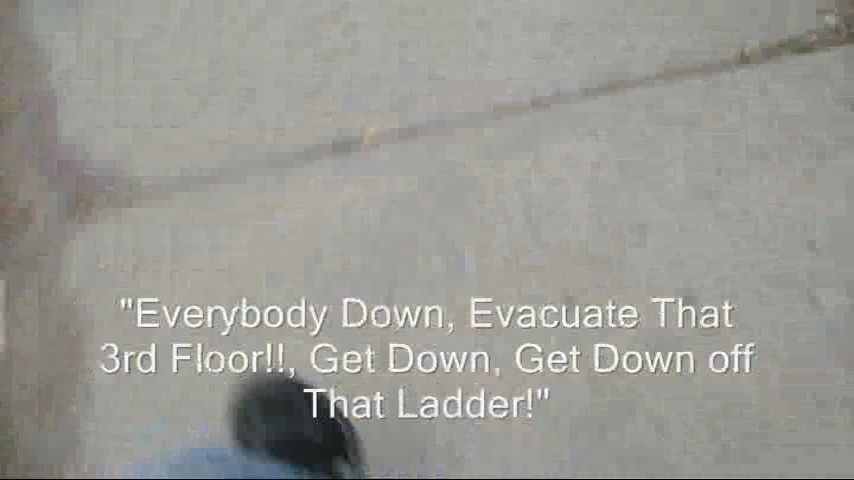 "Everybody Down, Evacuate That
3rd Floor!!, Get Down, Get Down off
That Ladder!"